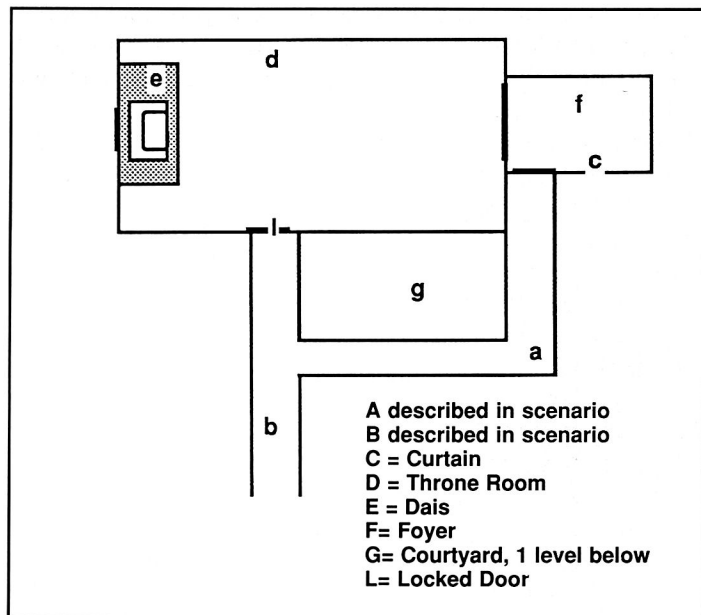 d
e
f
c
l
g
a
b
A described in scenario
B described in scenario
C = Curtain
D = Throne Room
E = Dais
F= Foyer
G= Courtyard, 1 level below
L= Locked Door